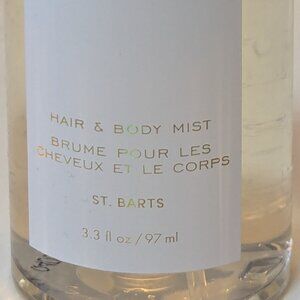 HAIR & BODY MIST
BRUME POUR LES
CHEVEUX ET LE CORPS
ST. BARTS
3.3 fl oz / 97 ml